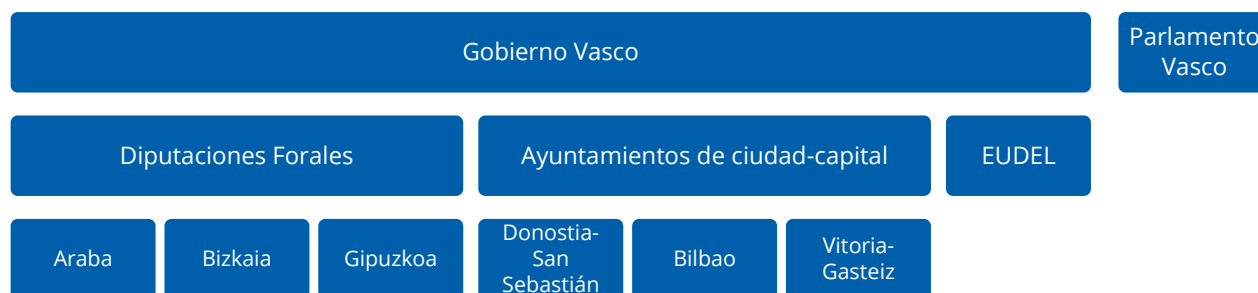 Gobierno Vasco
Parlamento
Vasco
Diputaciones Forales
Ayuntamientos de ciudad-capital
EUDEL
Araba
Bizkaia
Gipuzkoa
Donostia-
San
Sebastián
Bilbao
Vitoria-
Gasteiz